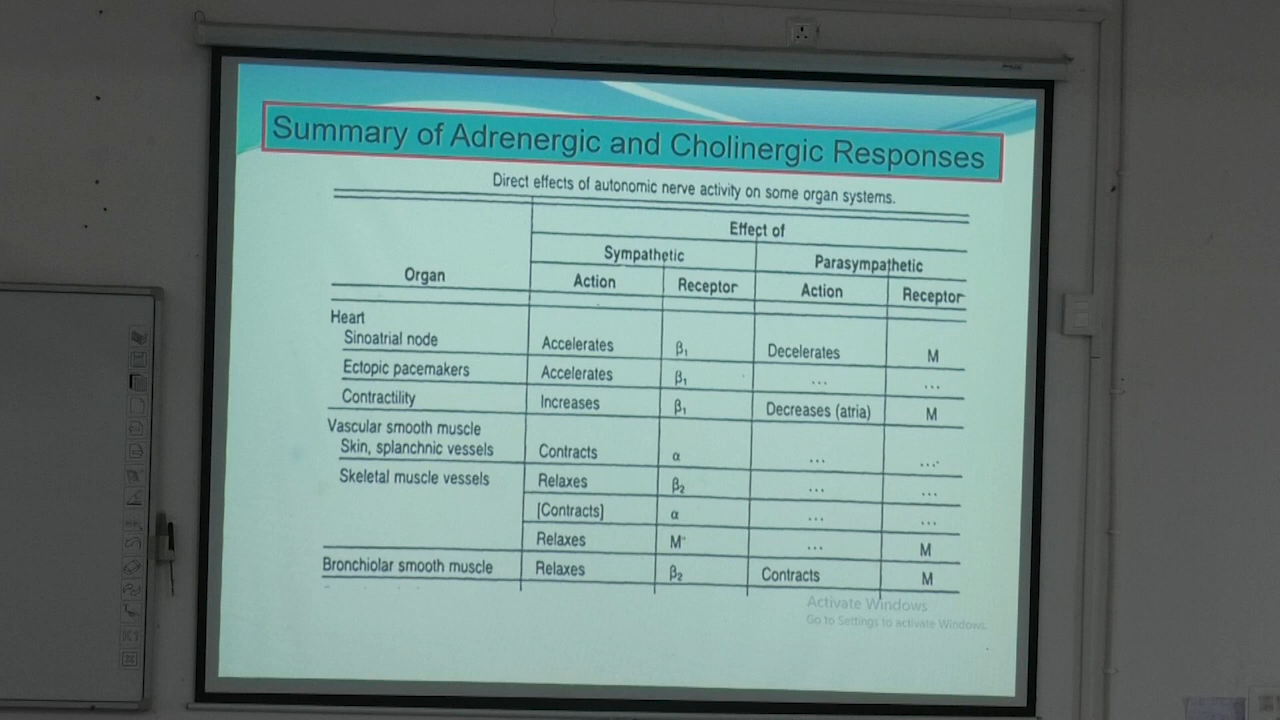 Summary of Adrenergic and Cholinergic Responses
Direct effects of autonomic nerve activity on some organ systems.
Effect of
Sympathetic Parasympathetic
Organ Action Receptor Action Receptor
Heart
Sinoatrial node Accelerates β₁ Decelerates M
Ectopic pacemakers Accelerates β₁ ... ...
Contractility Increases β₁ Decreases (atria) M
Vascular smooth muscle
Skin, splanchnic vessels Contracts α ... ...
Skeletal muscle vessels Relaxes β₂ ... ...
[Contracts] α ... ...
Relaxes M ... M
Bronchiolar smooth muscle Relaxes β₂ Contracts M
Activate Windows
Go to Settings to activate Windows.